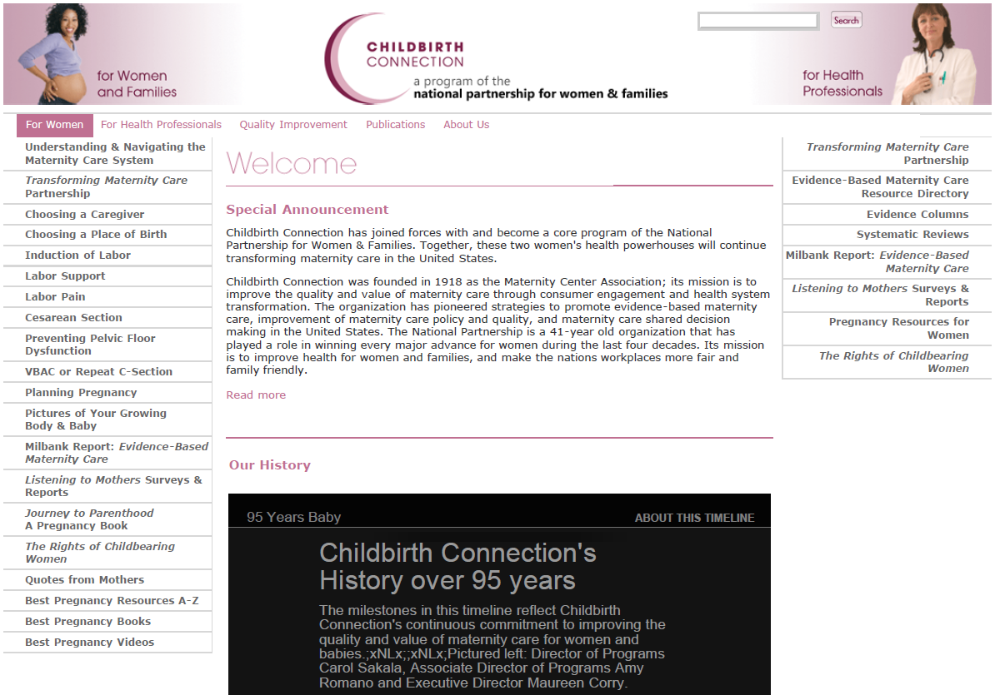 for Women
and Families
CHILDBIRTH
CONNECTION
a program of the
national partnership for women & families
Search
for Health
Professionals
For Women
For Health Professionals
Quality Improvement
Publications
About Us
Understanding & Navigating the
Maternity Care System
Transforming Maternity Care
Partnership
Choosing a Caregiver
Choosing a Place of Birth
Induction of Labor
Labor Support
Labor Pain
Cesarean Section
Preventing Pelvic Floor
Dysfunction
VBAC or Repeat C-Section
Planning Pregnancy
Pictures of Your Growing
Body & Baby
Milbank Report: Evidence-Based
Maternity Care
Listening to Mothers Surveys &
Reports
Journey to Parenthood
A Pregnancy Book
The Rights of Childbearing
Women
Quotes from Mothers
Best Pregnancy Resources A-Z
Best Pregnancy Books
Best Pregnancy Videos
Welcome
Special Announcement
Childbirth Connection has joined forces with and become a core program of the National
Partnership for Women & Families. Together, these two women's health powerhouses will continue
transforming maternity care in the United States.
Childbirth Connection was founded in 1918 as the Maternity Center Association; its mission is to
improve the quality and value of maternity care through consumer engagement and health system
transformation. The organization has pioneered strategies to promote evidence-based maternity
care, improvement of maternity care policy and quality, and maternity care shared decision
making in the United States. The National Partnership is a 41-year old organization that has
played a role in winning every major advance for women during the last four decades. Its mission
is to improve health for women and families, and make the nations workplaces more fair and
family friendly.
Read more
Our History
95 Years Baby
ABOUT THIS TIMELINE
Childbirth Connection's
History over 95 years
The milestones in this timeline reflect Childbirth
Connection's continuous commitment to improving the
quality and value of maternity care for women and
babies.;xNLx;;xNLx;Pictured left: Director of Programs
Carol Sakala, Associate Director of Programs Amy
Romano and Executive Director Maureen Corry.
Transforming Maternity Care
Partnership
Evidence-Based Maternity Care
Resource Directory
Evidence Columns
Systematic Reviews
Milbank Report: Evidence-Based
Maternity Care
Listening to Mothers Surveys &
Reports
Pregnancy Resources for
Women
The Rights of Childbearing
Women